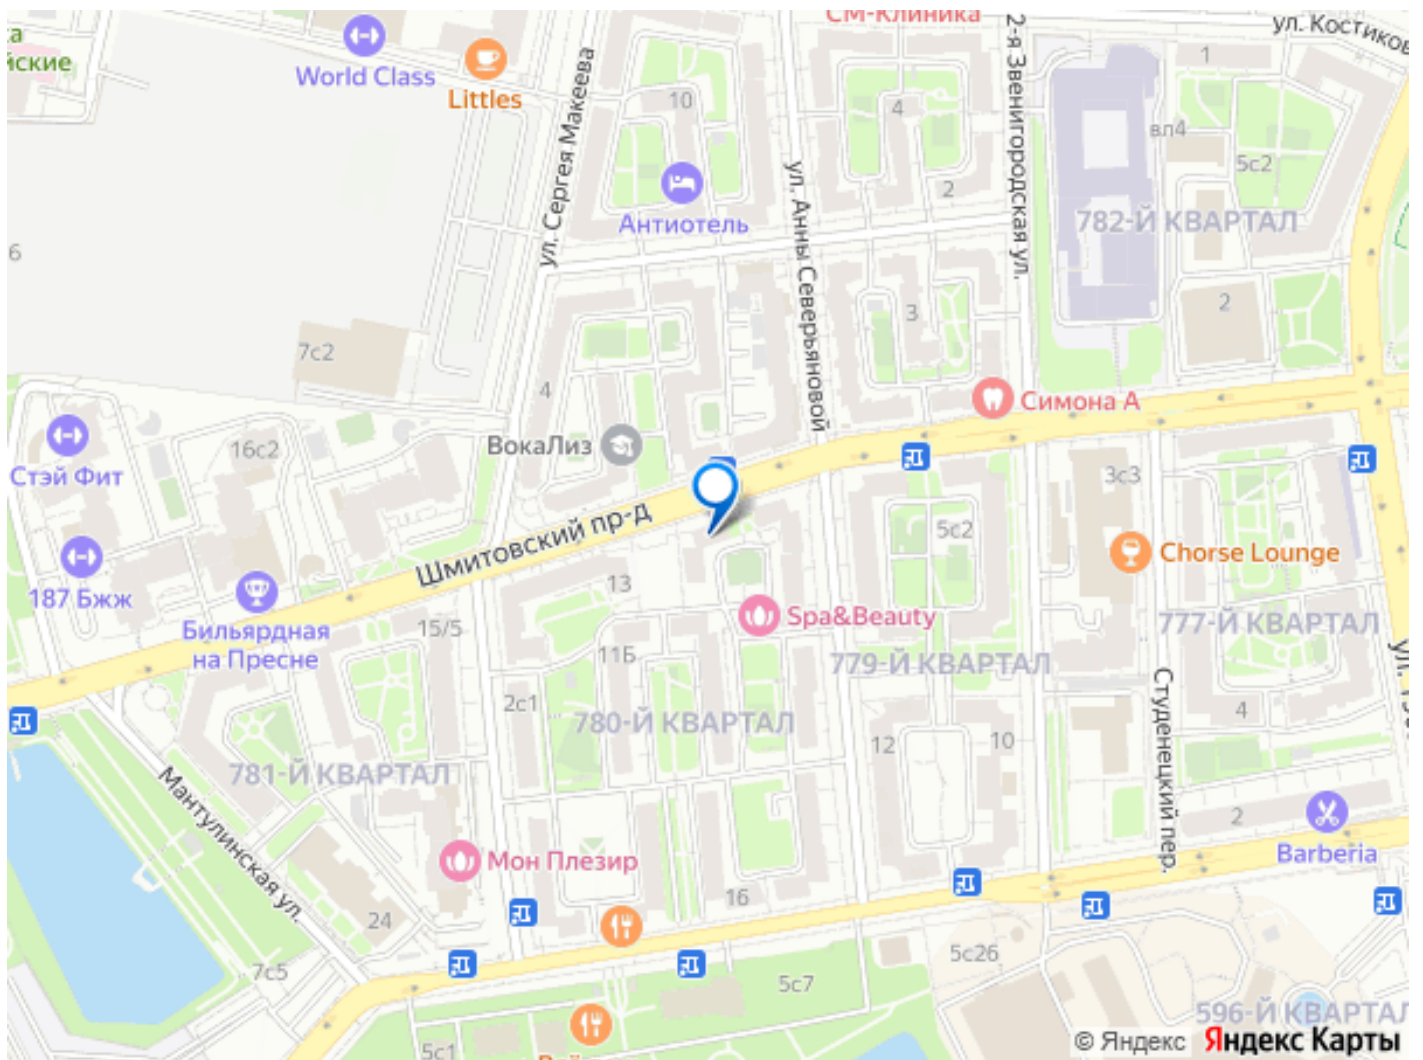 СМ-Клиника
ул. Костиков
йские
World Class
Littles
10
ул. Сергея Макеева
4
2-я Звенигородская ул.
1
вл4
5с2
Антиотель
2
ул. Анны Северьяновой
782-Й КВАРТАЛ
6
7с2
3
2
4
Симона А
ВокаЛиз
16с2
Стэй Фит
3с3
Шмитовский пр-д
5с2
Chorse Lounge
13
187 Бжж
Бильярдная
на Пресне
15/5
Spa&Beauty
777-Й КВАРТАЛ
11Б
779-Й КВАРТАЛ
2с1
780-Й КВАРТАЛ
4
12
10
Студенецкий пер.
781-Й КВАРТАЛ
Мантулинская ул.
2
Barberia
Мон Плезир
16
24
7с5
5с26
5с7
596-Й КВАРТАЛ
5с1
© Яндекс Яндекс Карты